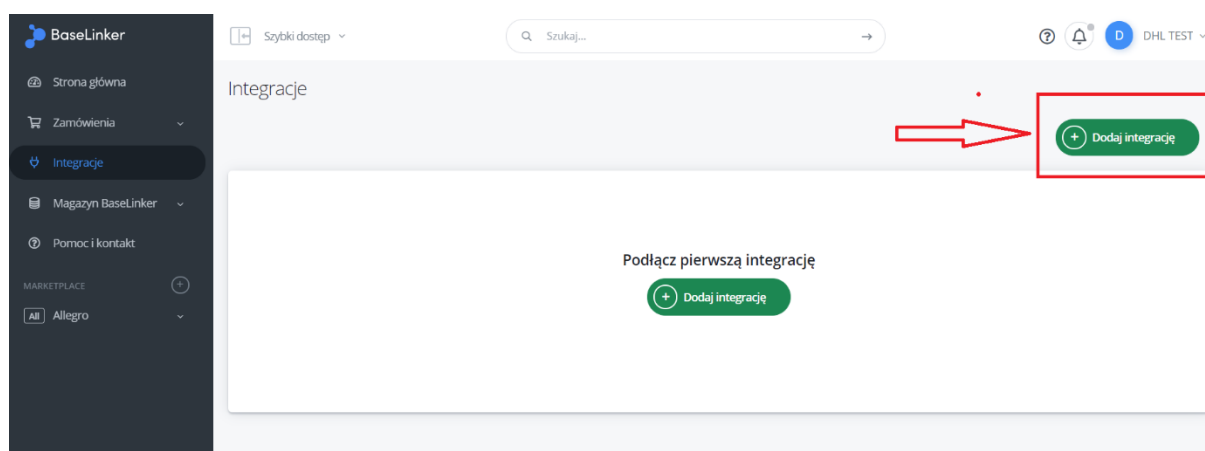 BaseLinker
Szybki dostęp
Szukaj...
D DHL TEST
Strona główna
Zamówienia
Integracje
Magazyn BaseLinker
Pomoc i kontakt
MARKETPLACE
All Allegro
Integracje
Dodaj integrację
Podłącz pierwszą integrację
Dodaj integrację